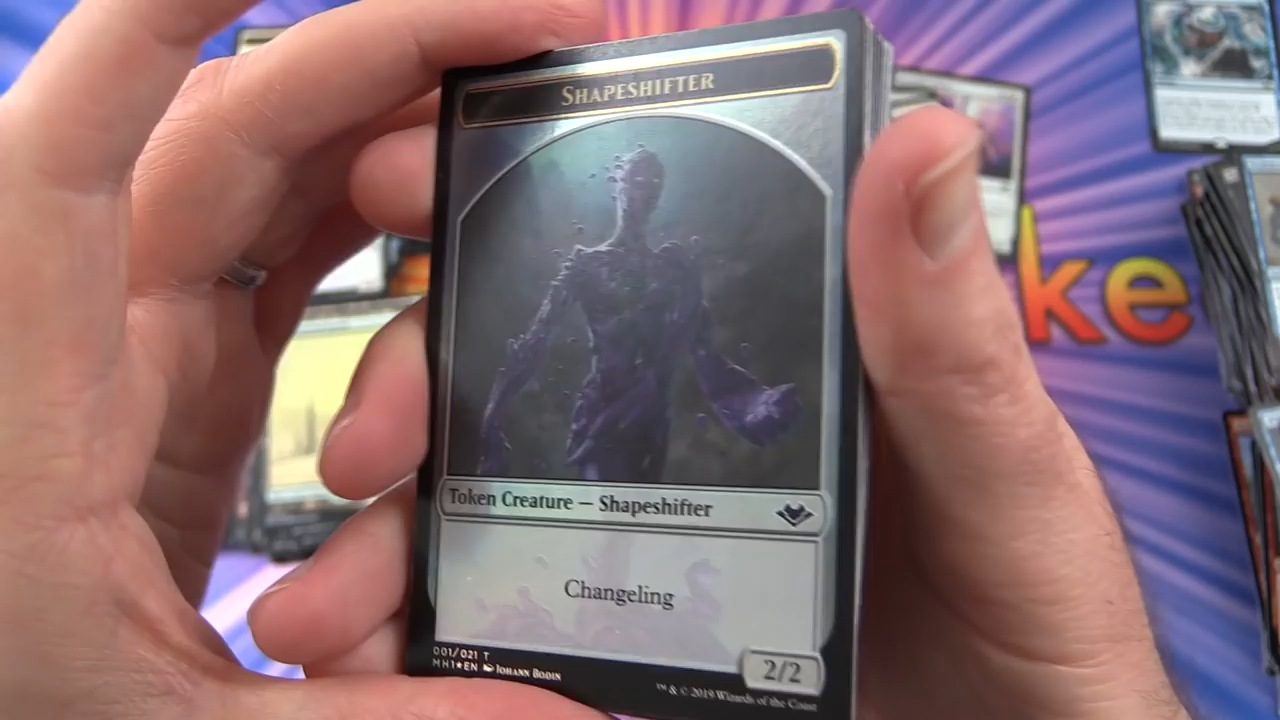 SHAPESHIFTER
ke
Token Creature — Shapeshifter
Changeling
2/2
001/021 T
MH1★EN JOHANN BODIN
™ & © 2019 Wizards of the Coast